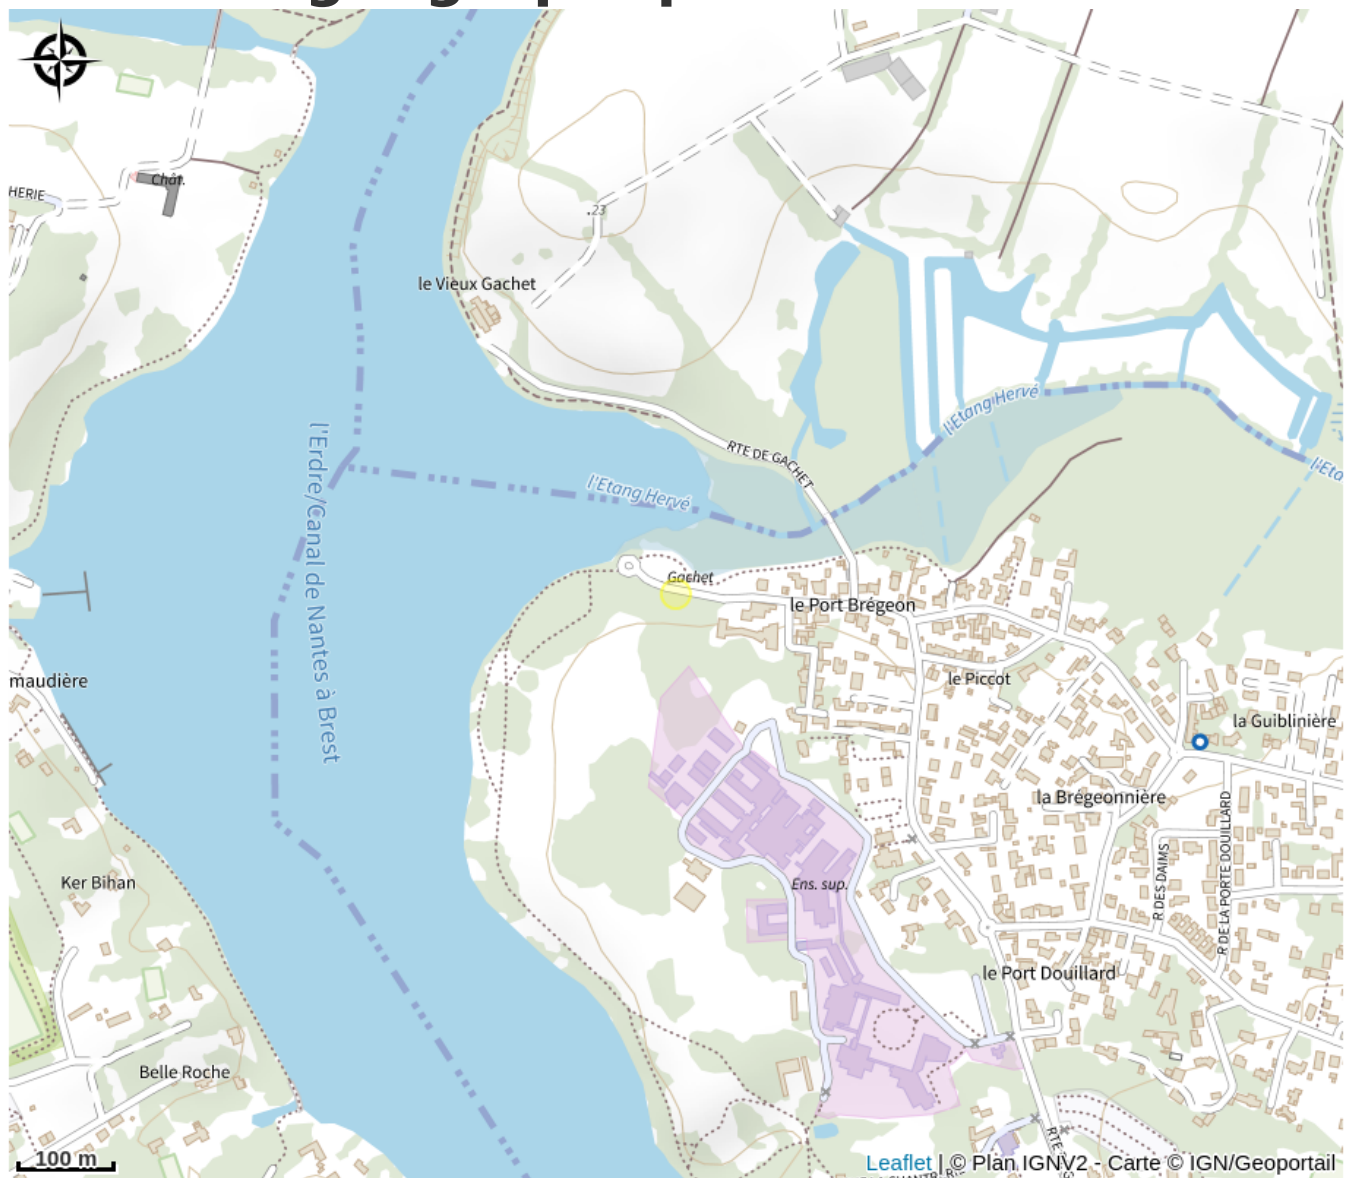 Chât.
HERIE
.23
le Vieux Gachet
l'Etang Hervé
RTE DE GACHET
l'Eta
l'Erdre/Canal de Nantes à Brest
l'Etang Hervé
Gachet
le Port Brégeon
maudière
le Piccot
la Guiblinière
la Brégeonnière
R DES DAIMS
R DE LA PORTE DOUILLARD
Ker Bihan
Ens. sup.
le Port Douillard
Belle Roche
RTE
100 m
Leaflet | © Plan IGNV2 - Carte © IGN/Geoportail